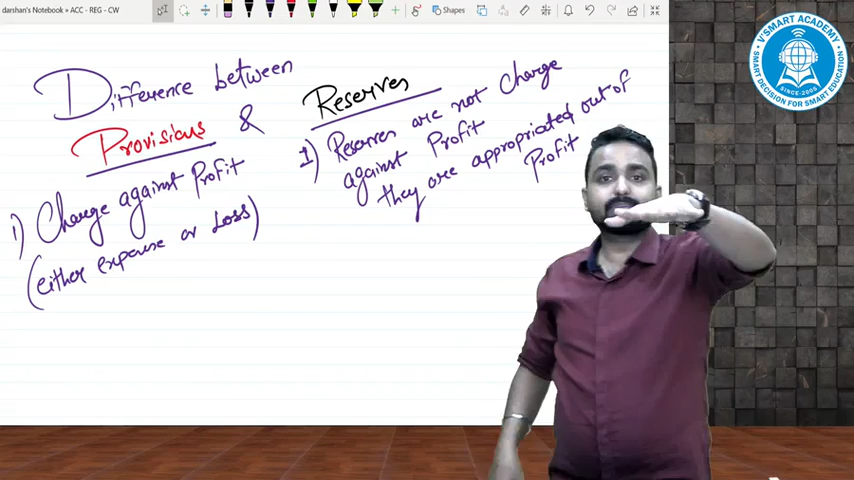 darshan's Notebook » ACC - REG - CW
Shapes
Difference between
Provisions & Reserves
1) Charge against Profit
(either expense or Loss)
1) Reserves are not charge
against Profit
they are appropriated out of
Profit
V'SMART ACADEMY
SINCE-2005
SMART DECISION FOR SMART EDUCATION